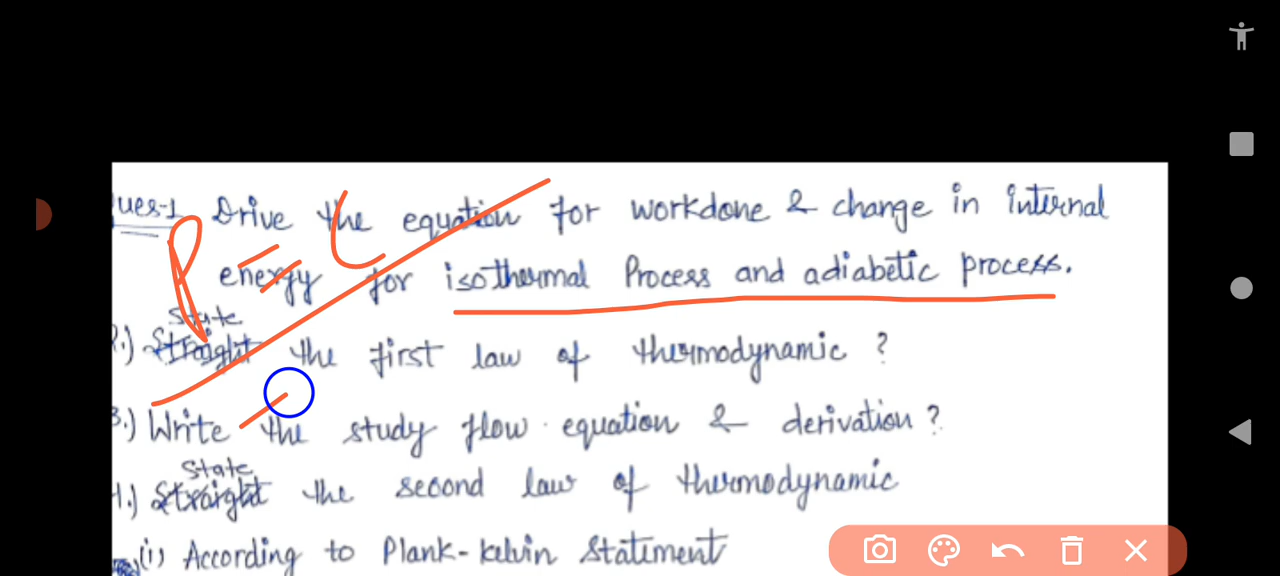 ues-1 Drive the equation for workdone & change in internal
energy for isothermal Process and adiabetic process.
State
2.) Straight the first law of thermodynamic ?
3.) Write the study flow equation & derivation ?
State
4.) Straight the second law of thermodynamic
(i) According to Plank-kelvin Statement